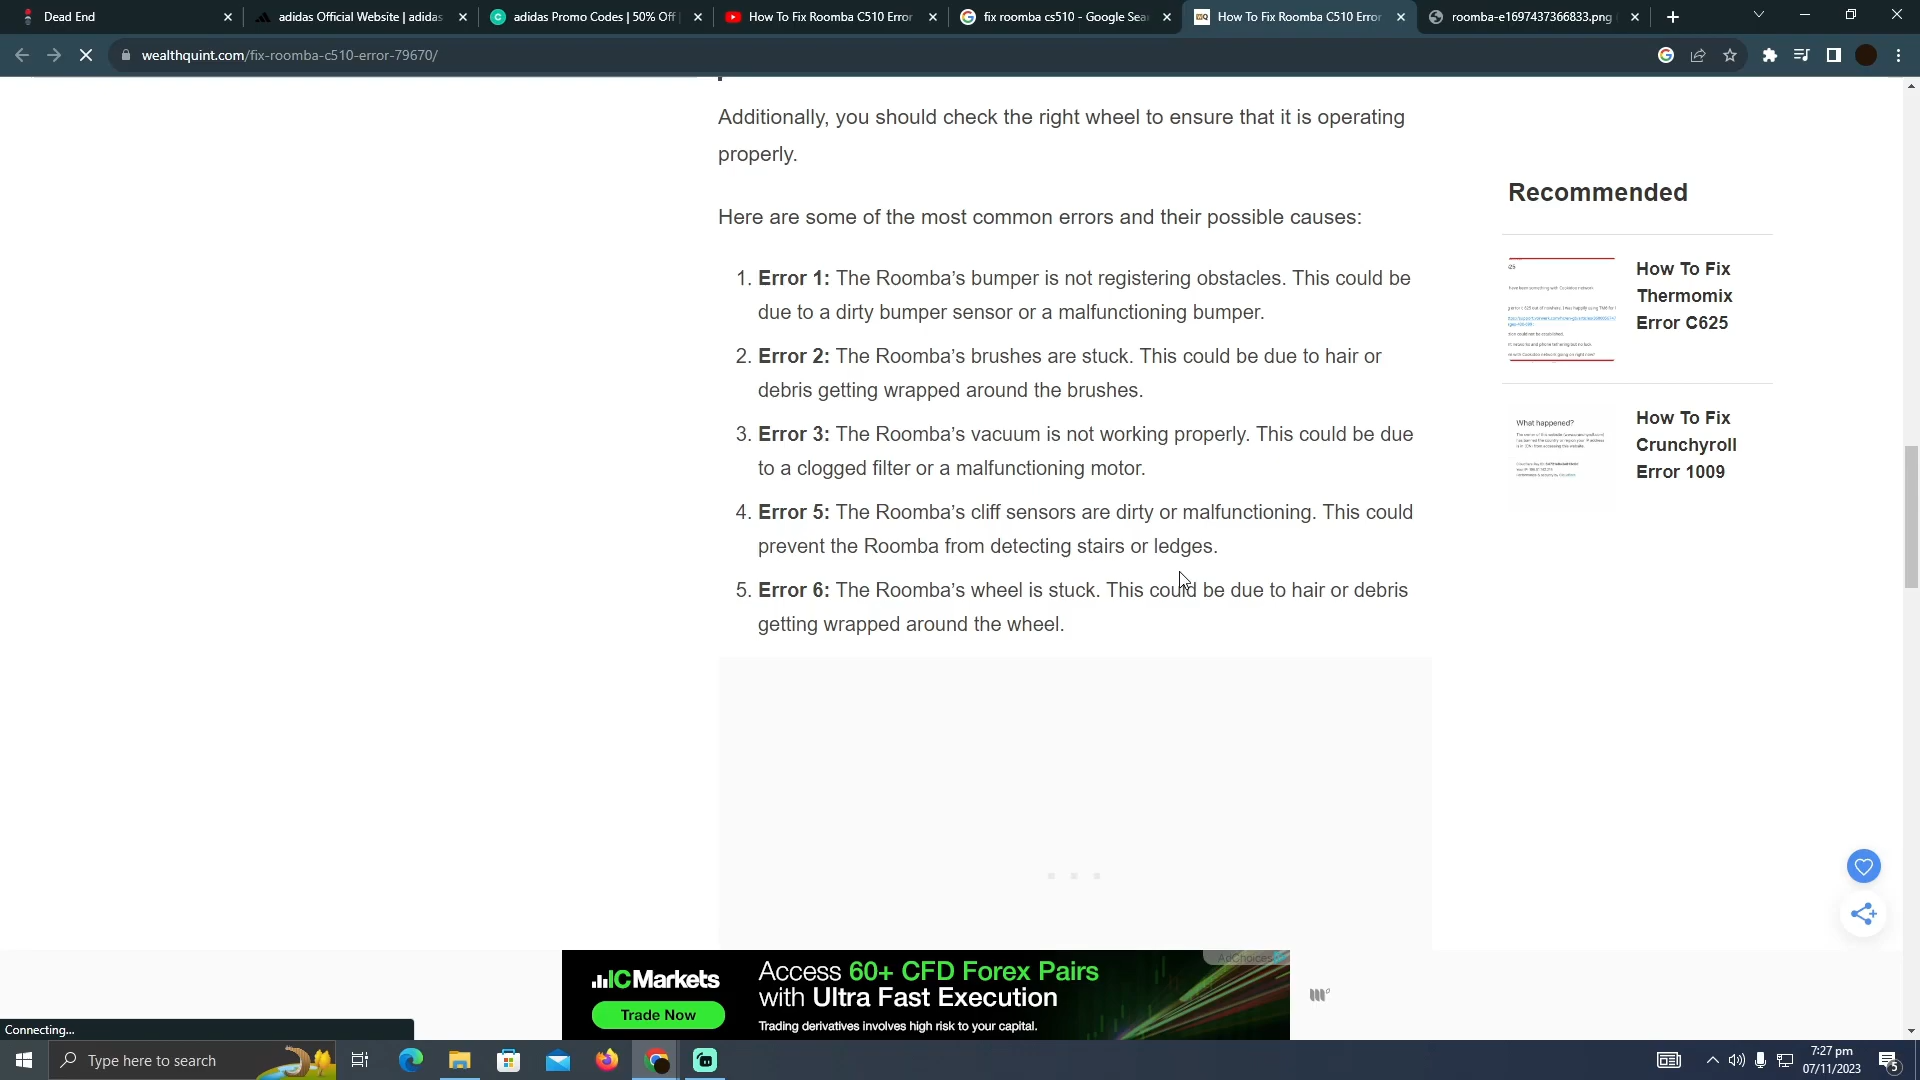 Dead End
adidas Official Website | adidas
adidas Promo Codes | 50% Off
How To Fix Roomba C510 Error
fix roomba cs510 - Google Sea
How To Fix Roomba C510 Error
roomba-e1697437366833.png
wealthquint.com/fix-roomba-c510-error-79670/
Additionally, you should check the right wheel to ensure that it is operating
properly.
Here are some of the most common errors and their possible causes:
1. Error 1: The Roomba’s bumper is not registering obstacles. This could be
due to a dirty bumper sensor or a malfunctioning bumper.
2. Error 2: The Roomba’s brushes are stuck. This could be due to hair or
debris getting wrapped around the brushes.
3. Error 3: The Roomba’s vacuum is not working properly. This could be due
to a clogged filter or a malfunctioning motor.
4. Error 5: The Roomba’s cliff sensors are dirty or malfunctioning. This could
prevent the Roomba from detecting stairs or ledges.
5. Error 6: The Roomba’s wheel is stuck. This could be due to hair or debris
getting wrapped around the wheel.
Recommended
How To Fix
Thermomix
Error C625
What happened?
How To Fix
Crunchyroll
Error 1009
IC Markets
Trade Now
Access 60+ CFD Forex Pairs
with Ultra Fast Execution
Trading derivatives involves high risk to your capital.
AdChoices
Connecting...
Type here to search
7:27 pm
07/11/2023
5